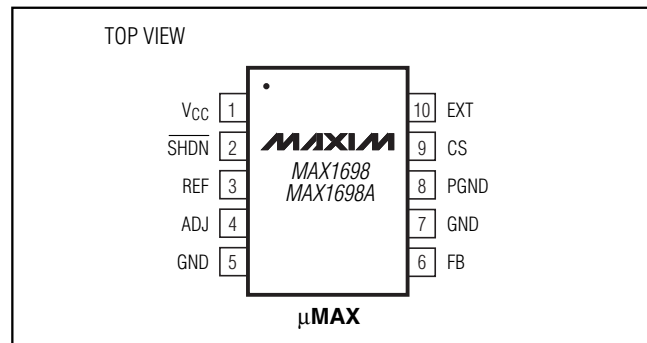 TOP VIEW
VCC 1
SHDN 2
REF 3
ADJ 4
GND 5
MAXIM
MAX1698
MAX1698A
10 EXT
9 CS
8 PGND
7 GND
6 FB
µMAX